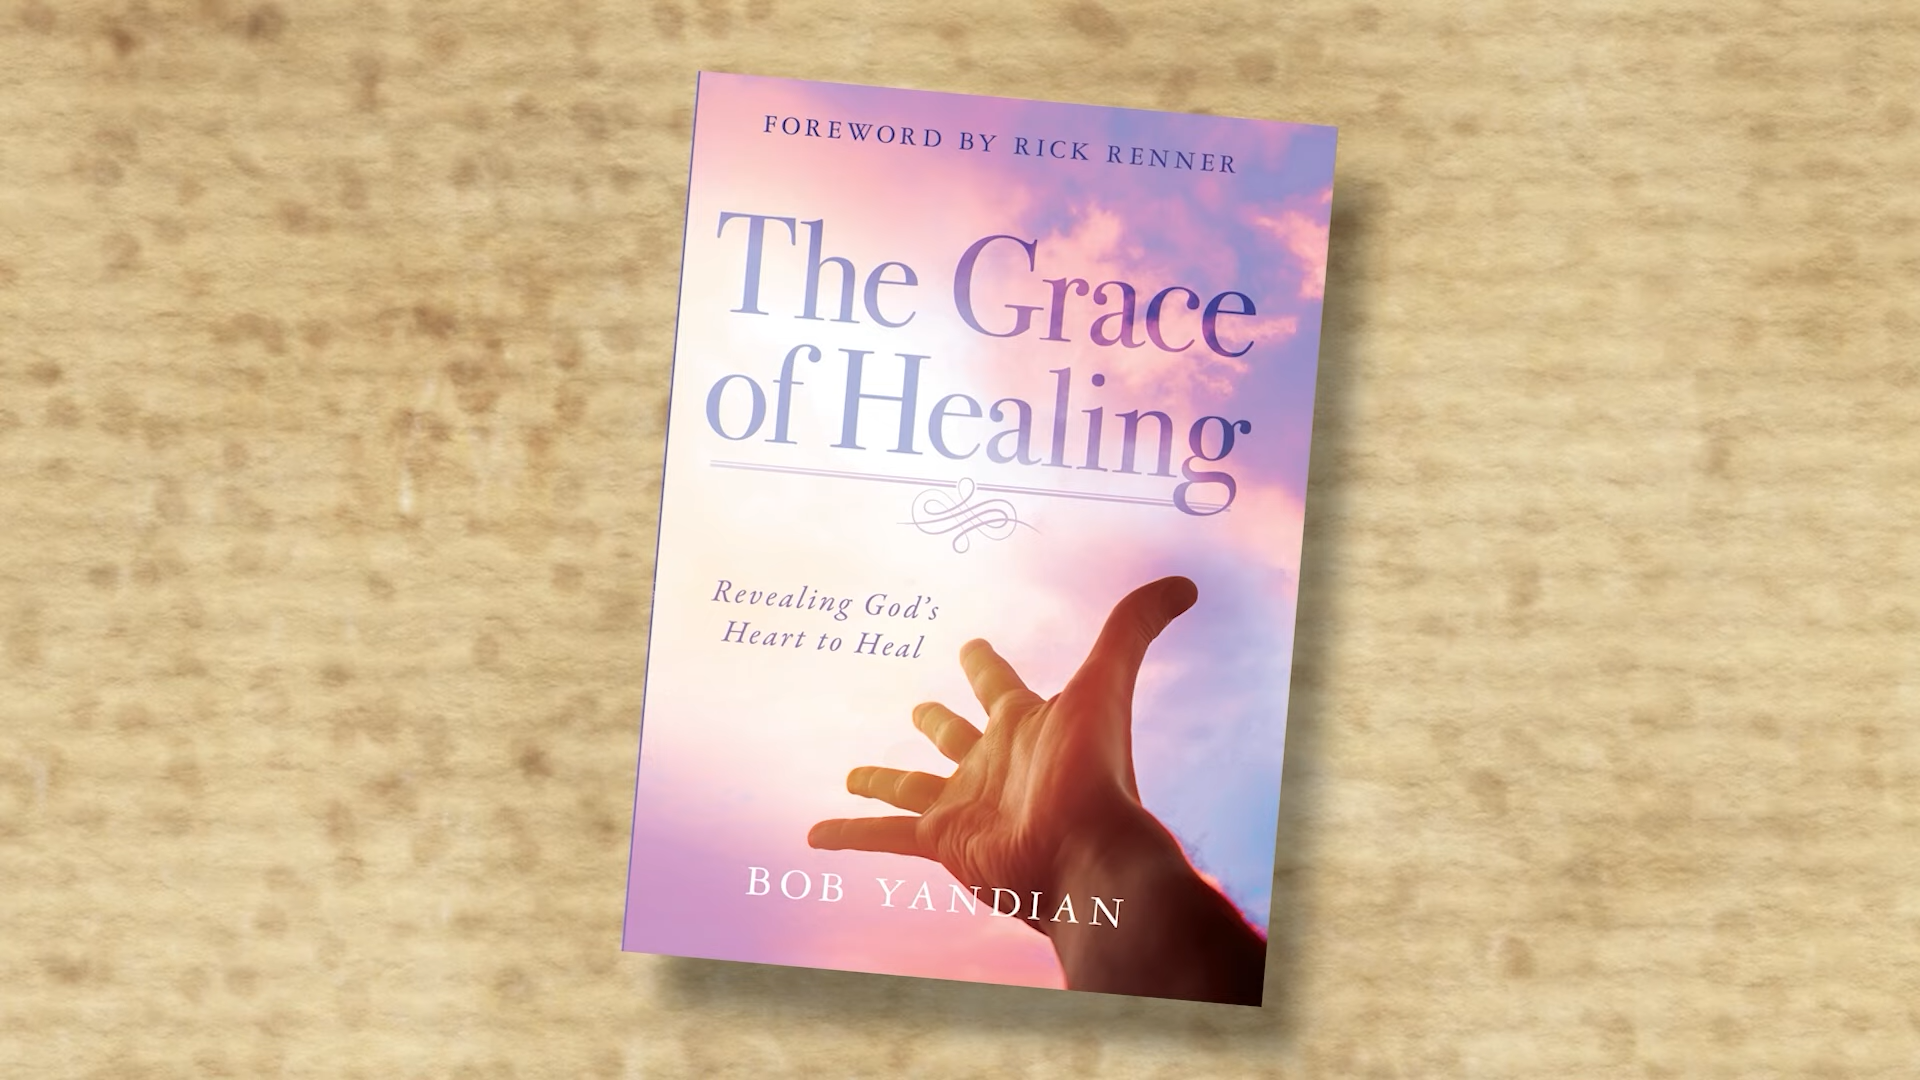 FOREWORD BY RICK RENNER
The Grace
of Healing
Revealing God's
Heart to Heal
BOB YANDIAN